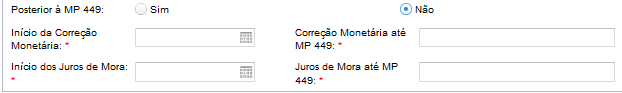 Posterior à MP 449: Sim Não
Início da Correção Monetária: * Correção Monetária até MP 449: *
Início dos Juros de Mora: * Juros de Mora até MP 449: *